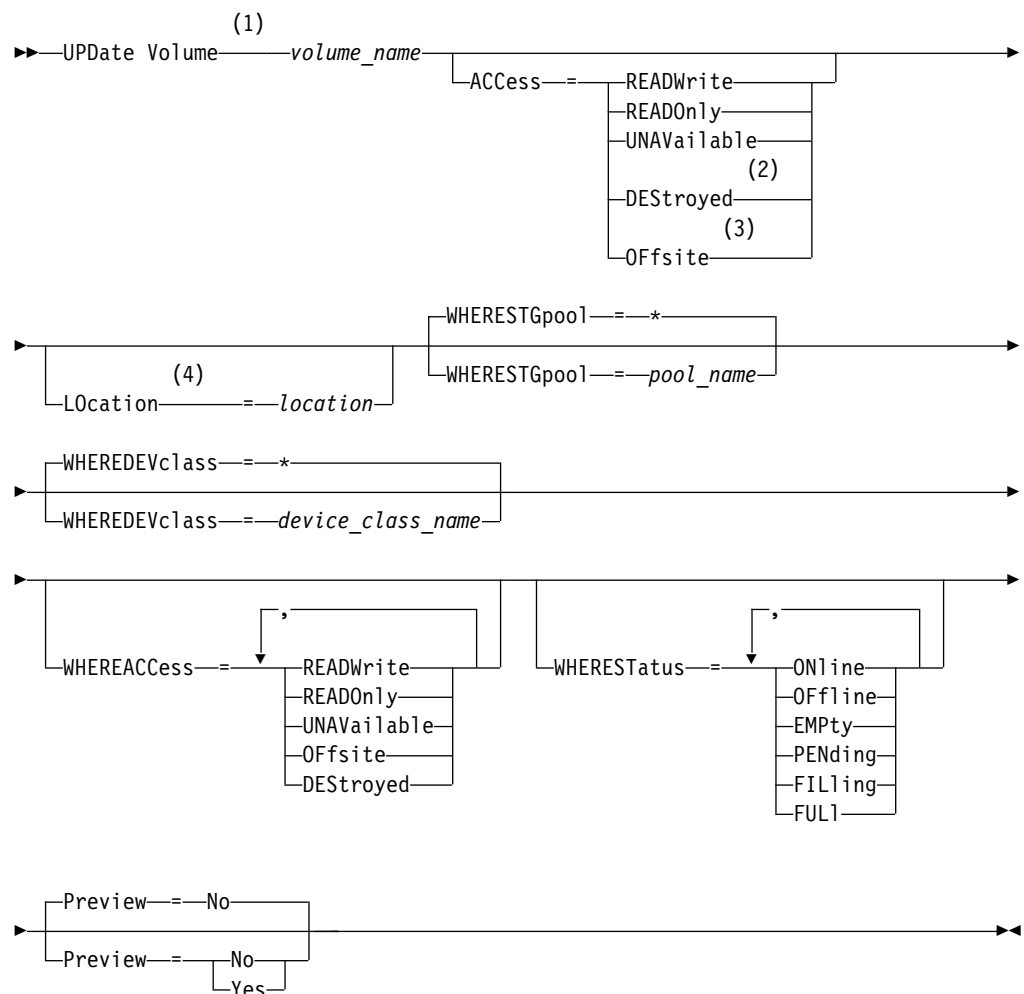 (1)
UPDate Volume volume_name
ACCess = READWrite
READOnly
UNAVailable
(2)
DEStroyed
(3)
OFfsite
WHERESTGpool = *
(4)
WHERESTGpool = pool_name
LOcation = location
WHEREDEVclass = *
WHEREDEVclass = device_class_name
, ,
WHEREACCess = READWrite WHERESTatus = ONline
READOnly OFfline
UNAVailable EMPty
OFfsite PENding
DEStroyed FILling
FULl
Preview = No
Preview = No
Yes